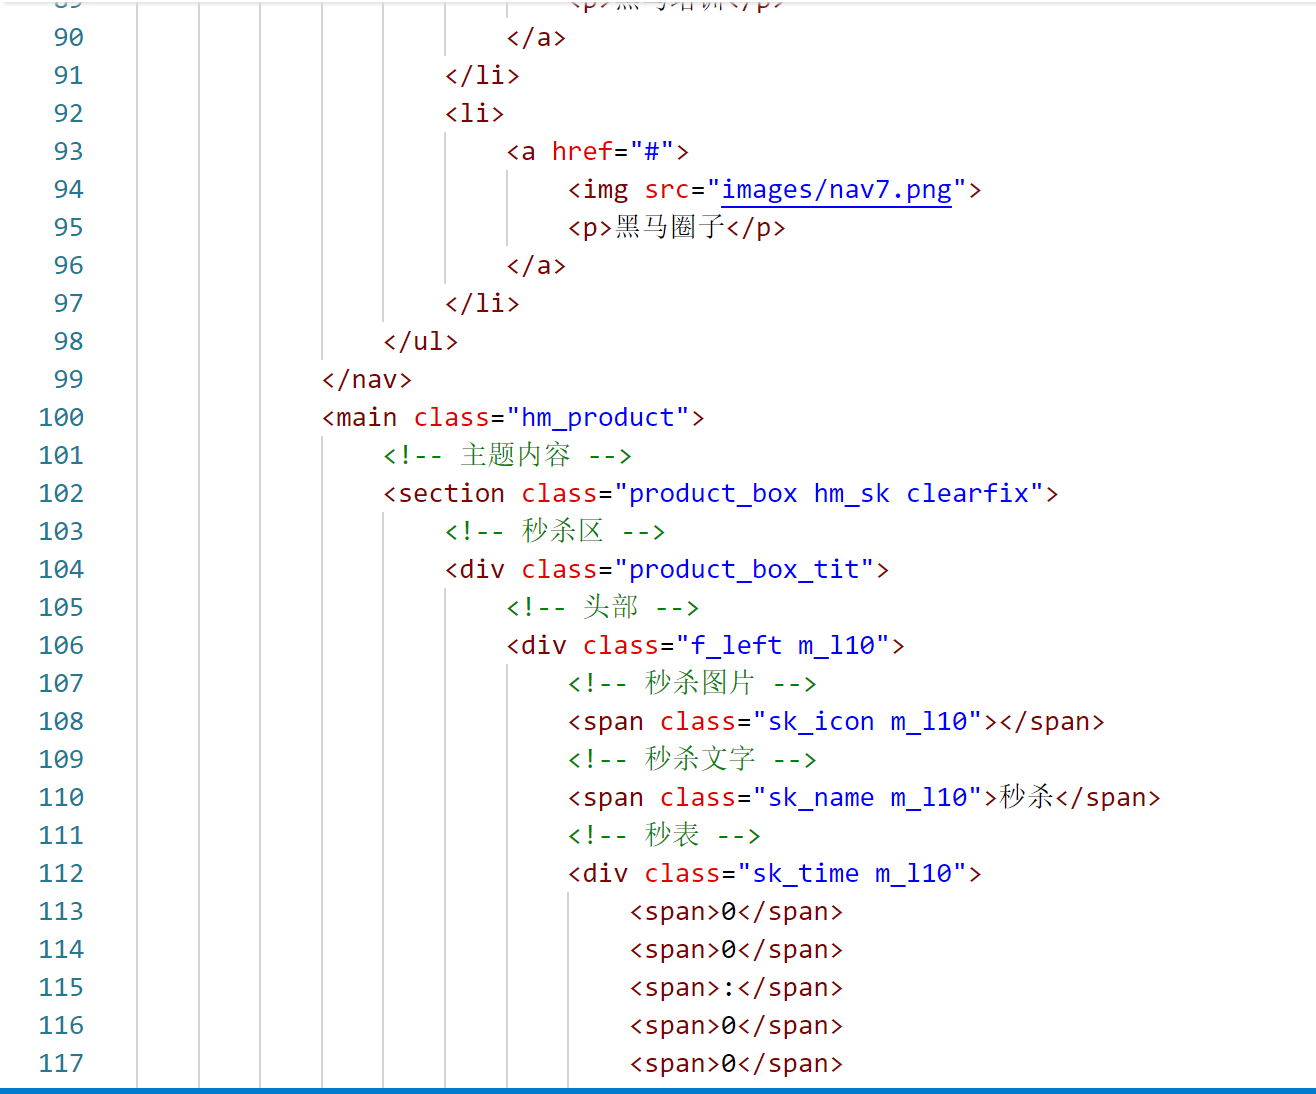 89 <p>黑马培训</p>
90 </a>
91 </li>
92 <li>
93 <a href="#">
94 <img src="images/nav7.png">
95 <p>黑马圈子</p>
96 </a>
97 </li>
98 </ul>
99 </nav>
100 <main class="hm_product">
101 <!-- 主题内容 -->
102 <section class="product_box hm_sk clearfix">
103 <!-- 秒杀区 -->
104 <div class="product_box_tit">
105 <!-- 头部 -->
106 <div class="f_left m_l10">
107 <!-- 秒杀图片 -->
108 <span class="sk_icon m_l10"></span>
109 <!-- 秒杀文字 -->
110 <span class="sk_name m_l10">秒杀</span>
111 <!-- 秒表 -->
112 <div class="sk_time m_l10">
113 <span>0</span>
114 <span>0</span>
115 <span>:</span>
116 <span>0</span>
117 <span>0</span>